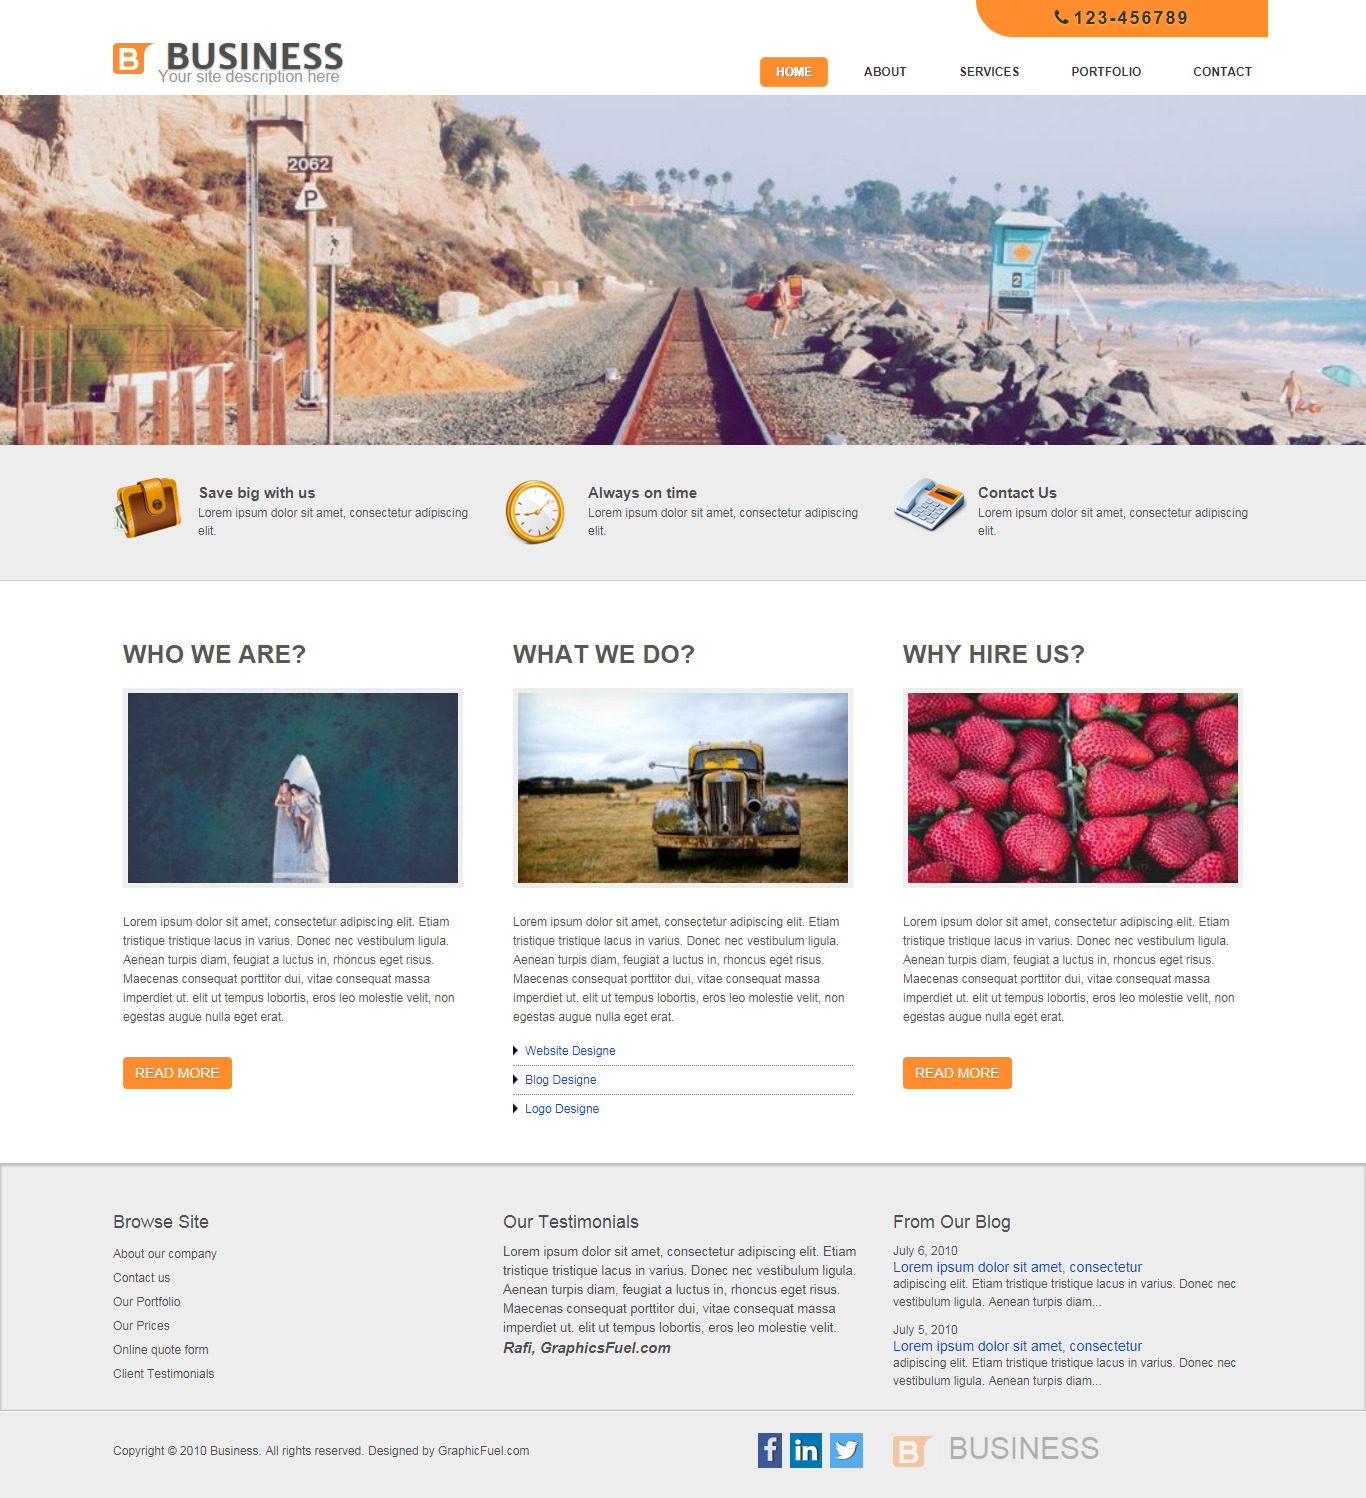 123-456789
B BUSINESS
Your site description here
HOME ABOUT SERVICES PORTFOLIO CONTACT
2062
P
2
Save big with us
Lorem ipsum dolor sit amet, consectetur adipiscing
elit.
Always on time
Lorem ipsum dolor sit amet, consectetur adipiscing
elit.
Contact Us
Lorem ipsum dolor sit amet, consectetur adipiscing
elit.
WHO WE ARE?
Lorem ipsum dolor sit amet, consectetur adipiscing elit. Etiam
tristique tristique lacus in varius. Donec nec vestibulum ligula.
Aenean turpis diam, feugiat a luctus in, rhoncus eget risus.
Maecenas consequat porttitor dui, vitae consequat massa
imperdiet ut. elit ut tempus lobortis, eros leo molestie velit, non
egestas augue nulla eget erat.
READ MORE
WHAT WE DO?
Lorem ipsum dolor sit amet, consectetur adipiscing elit. Etiam
tristique tristique lacus in varius. Donec nec vestibulum ligula.
Aenean turpis diam, feugiat a luctus in, rhoncus eget risus.
Maecenas consequat porttitor dui, vitae consequat massa
imperdiet ut. elit ut tempus lobortis, eros leo molestie velit, non
egestas augue nulla eget erat.
Website Designe
Blog Designe
Logo Designe
WHY HIRE US?
Lorem ipsum dolor sit amet, consectetur adipiscing elit. Etiam
tristique tristique lacus in varius. Donec nec vestibulum ligula.
Aenean turpis diam, feugiat a luctus in, rhoncus eget risus.
Maecenas consequat porttitor dui, vitae consequat massa
imperdiet ut. elit ut tempus lobortis, eros leo molestie velit, non
egestas augue nulla eget erat.
READ MORE
Browse Site
About our company
Contact us
Our Portfolio
Our Prices
Online quote form
Client Testimonials
Our Testimonials
Lorem ipsum dolor sit amet, consectetur adipiscing elit. Etiam
tristique tristique lacus in varius. Donec nec vestibulum ligula.
Aenean turpis diam, feugiat a luctus in, rhoncus eget risus.
Maecenas consequat porttitor dui, vitae consequat massa
imperdiet ut. elit ut tempus lobortis, eros leo molestie velit.
Rafi, GraphicsFuel.com
From Our Blog
July 6, 2010
Lorem ipsum dolor sit amet, consectetur
adipiscing elit. Etiam tristique tristique lacus in varius. Donec nec
vestibulum ligula. Aenean turpis diam...
July 5, 2010
Lorem ipsum dolor sit amet, consectetur
adipiscing elit. Etiam tristique tristique lacus in varius. Donec nec
vestibulum ligula. Aenean turpis diam...
Copyright © 2010 Business. All rights reserved. Designed by GraphicFuel.com
f in
B BUSINESS